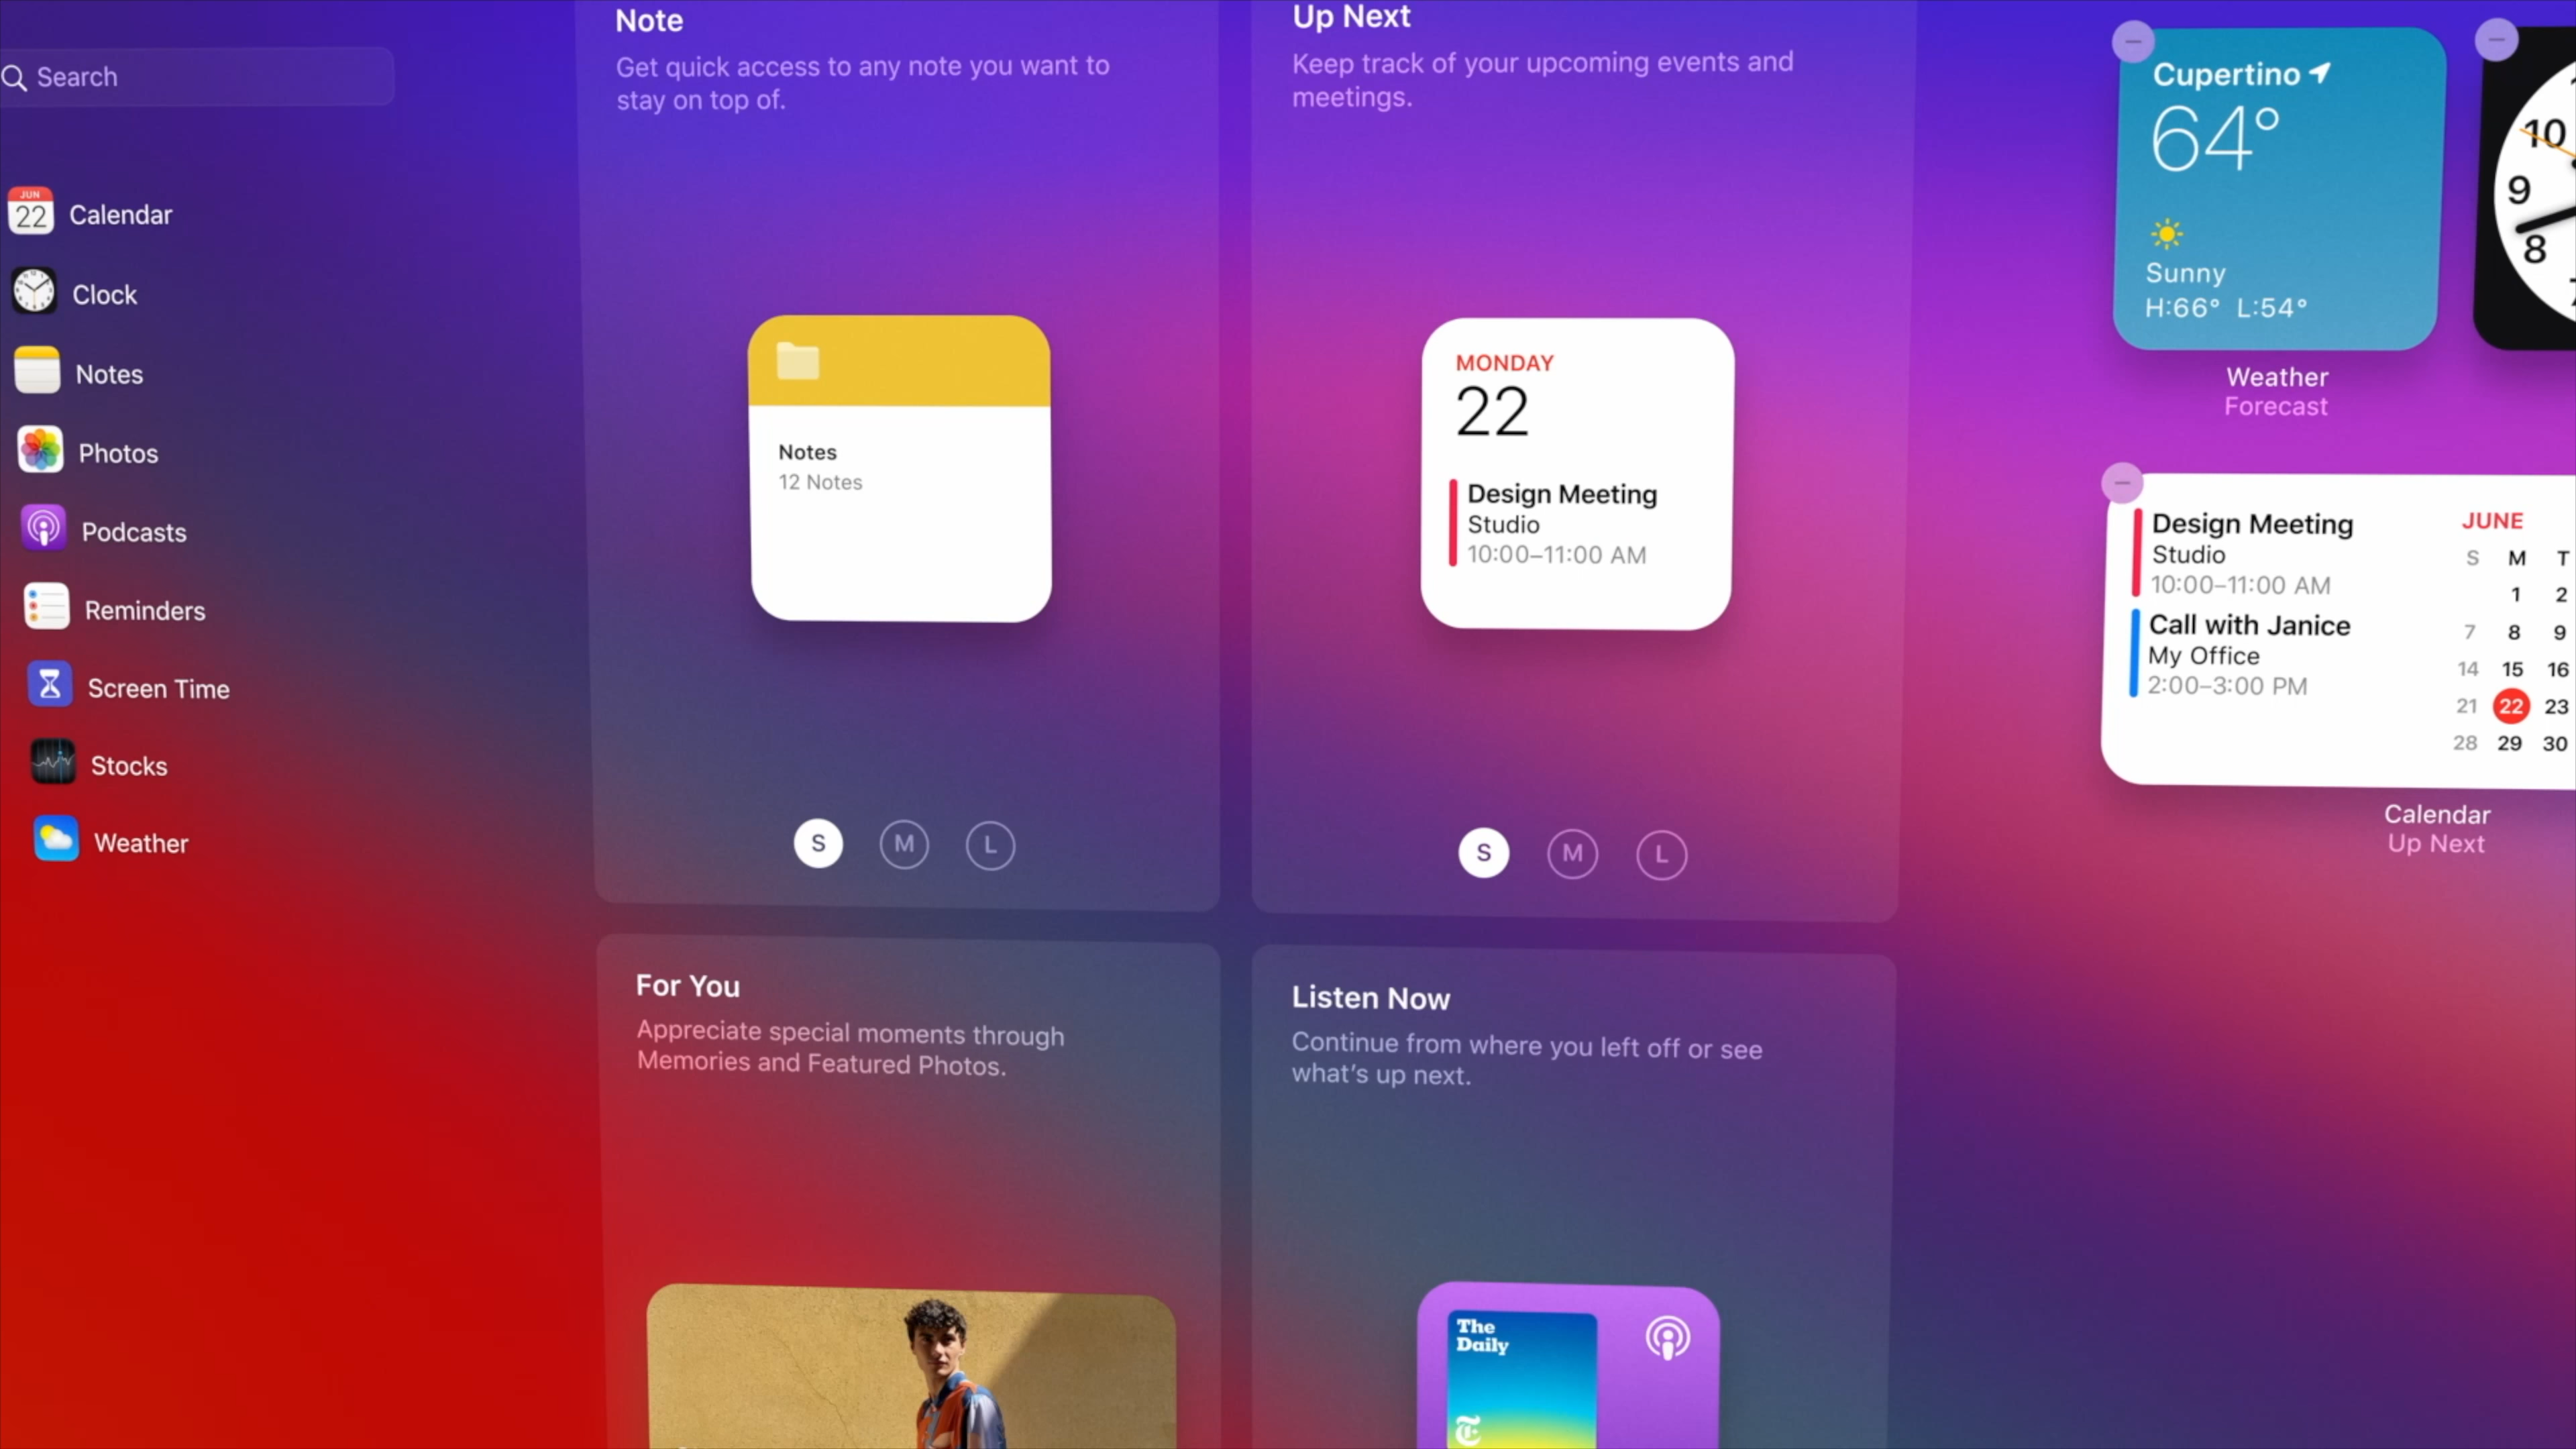 Search
JUN
22
Calendar
Clock
Notes
Photos
Podcasts
Reminders
Screen Time
Stocks
Weather
Note
Get quick access to any note you want to
stay on top of.
Notes
12 Notes
S M L
Up Next
Keep track of your upcoming events and
meetings.
MONDAY
22
Design Meeting
Studio
10:00–11:00 AM
S M L
For You
Appreciate special moments through
Memories and Featured Photos.
Listen Now
Continue from where you left off or see
what's up next.
The
Daily
Cupertino
64°
Sunny
H:66° L:54°
Weather
Forecast
10
9
8
Design Meeting
Studio
10:00–11:00 AM
Call with Janice
My Office
2:00–3:00 PM
JUNE
S M T
1 2
7 8 9
14 15 16
21 22 23
28 29 30
Calendar
Up Next